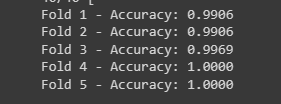 Fold 1 - Accuracy: 0.9906
Fold 2 - Accuracy: 0.9906
Fold 3 - Accuracy: 0.9969
Fold 4 - Accuracy: 1.0000
Fold 5 - Accuracy: 1.0000